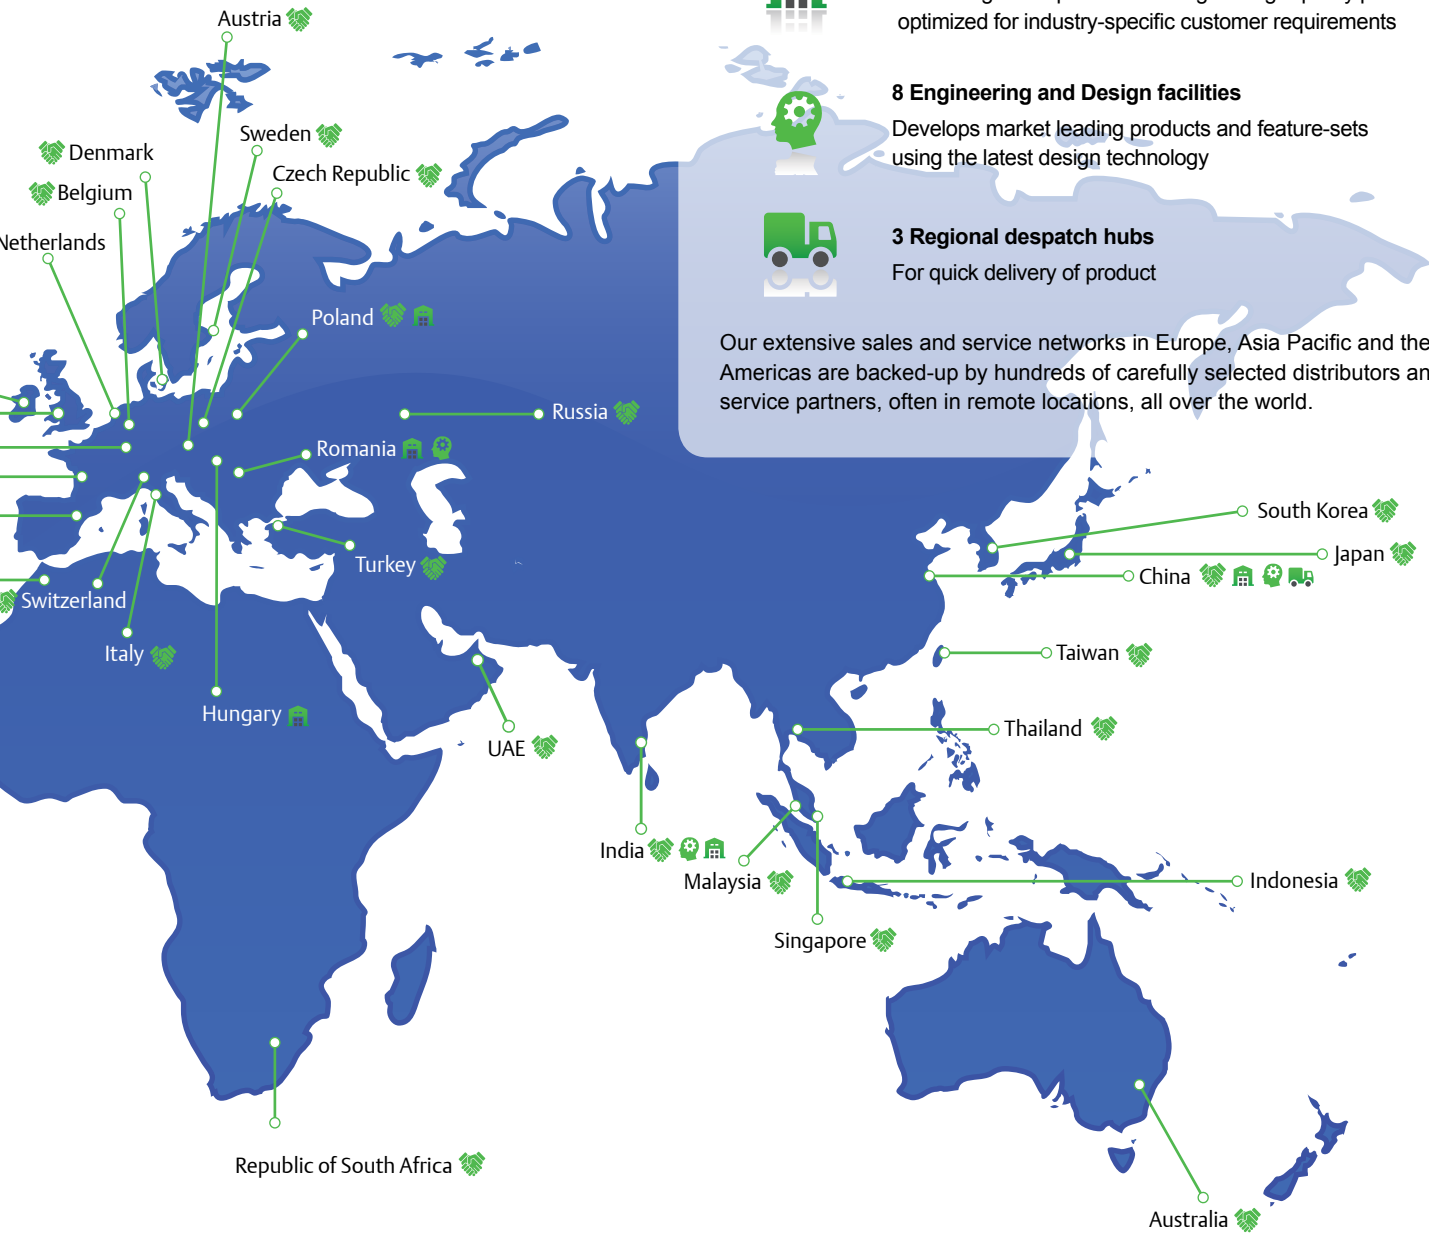 Austria
optimized for industry-specific customer requirements
8 Engineering and Design facilities
Develops market leading products and feature-sets
using the latest design technology
3 Regional despatch hubs
For quick delivery of product
Our extensive sales and service networks in Europe, Asia Pacific and the
Americas are backed-up by hundreds of carefully selected distributors an
service partners, often in remote locations, all over the world.
Sweden
Denmark
Czech Republic
Belgium
Netherlands
Poland
Russia
Romania
South Korea
Japan
Turkey
China
Switzerland
Italy
Taiwan
Hungary
Thailand
UAE
India
Malaysia
Indonesia
Singapore
Republic of South Africa
Australia